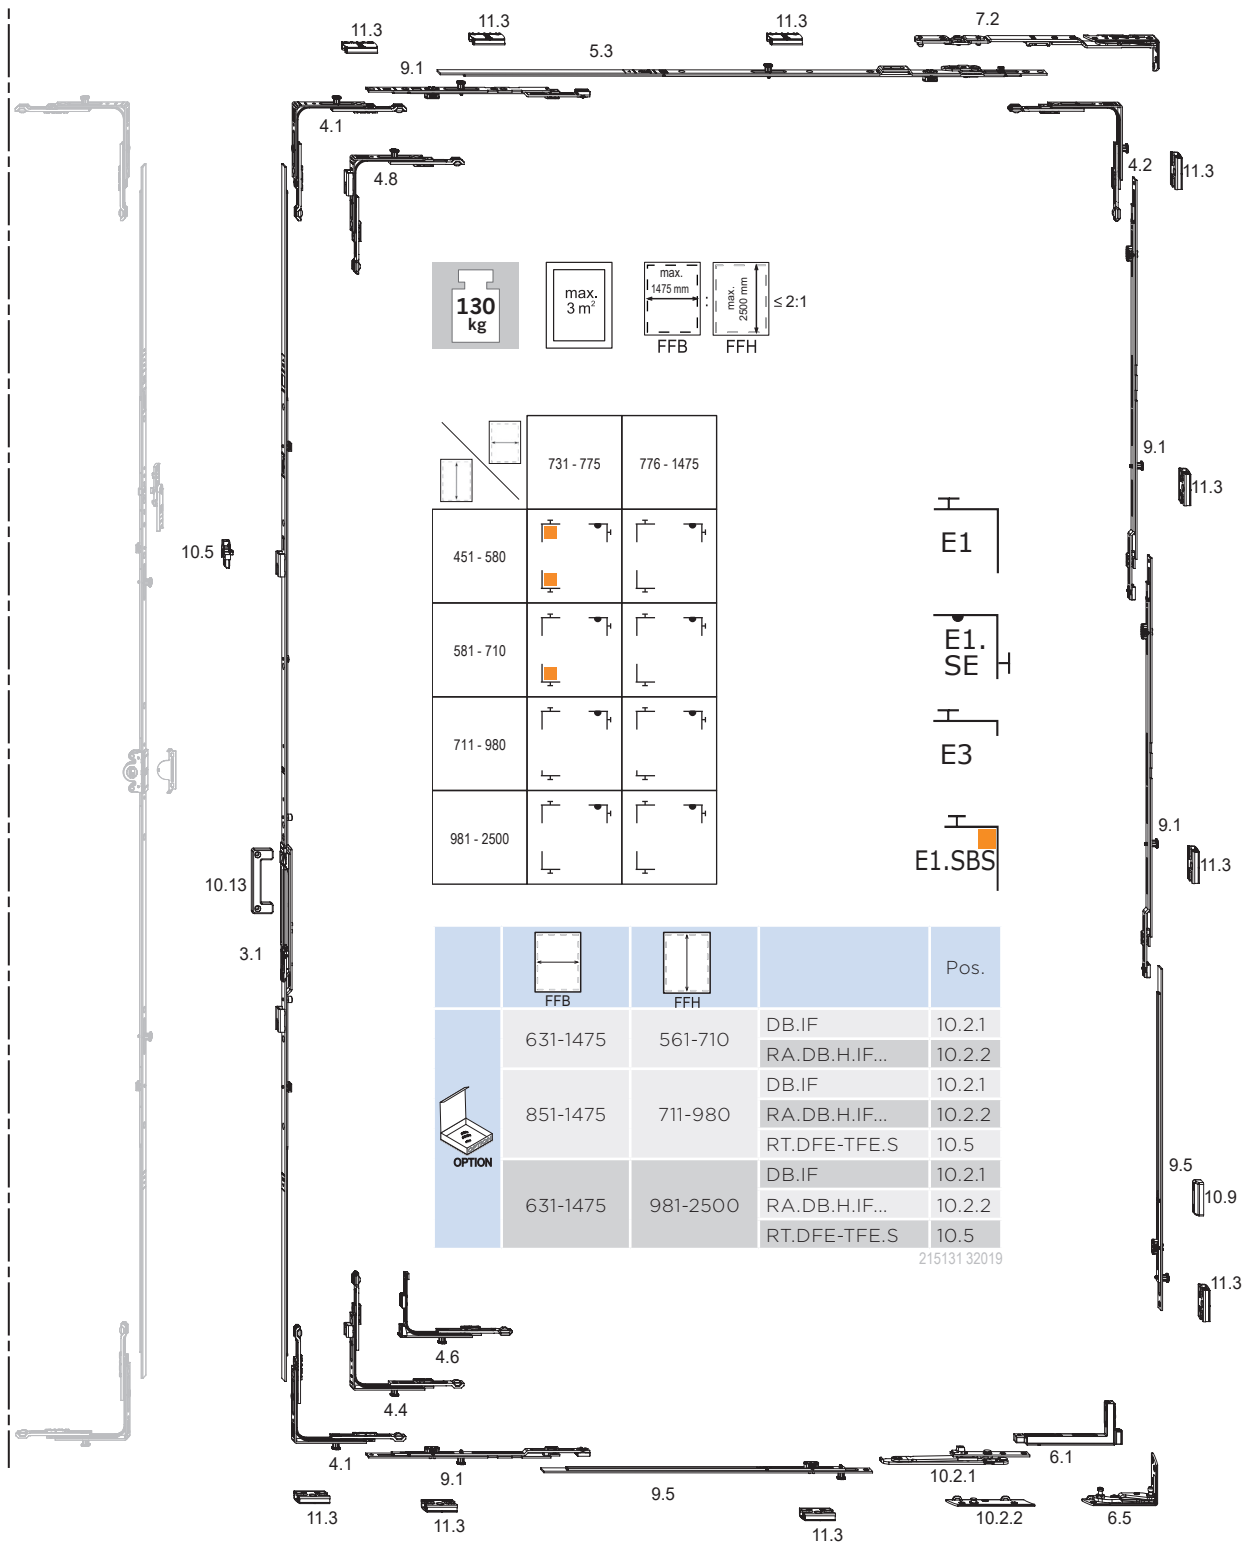 11.3
11.3
11.3
7.2
5.3
9.1
4.1
4.2
11.3
4.8
130
kg
max.
3 m²
max.
1475 mm
:
max.
2500 mm
≤ 2:1
FFB
FFH
731 - 775
776 - 1475
9.1
11.3
451 - 580
E1
10.5
581 - 710
E1.
SE
711 - 980
E3
981 - 2500
E1.SBS
9.1
11.3
10.13
3.1
FFB
FFH
Pos.
OPTION
631-1475
561-710
DB.IF
10.2.1
RA.DB.H.IF...
10.2.2
851-1475
711-980
DB.IF
10.2.1
RA.DB.H.IF...
10.2.2
RT.DFE-TFE.S
10.5
631-1475
981-2500
DB.IF
10.2.1
RA.DB.H.IF...
10.2.2
RT.DFE-TFE.S
10.5
215131 32019
9.5
10.9
11.3
4.6
4.4
4.1
9.1
9.5
10.2.1
6.1
10.2.2
6.5
11.3
11.3
11.3